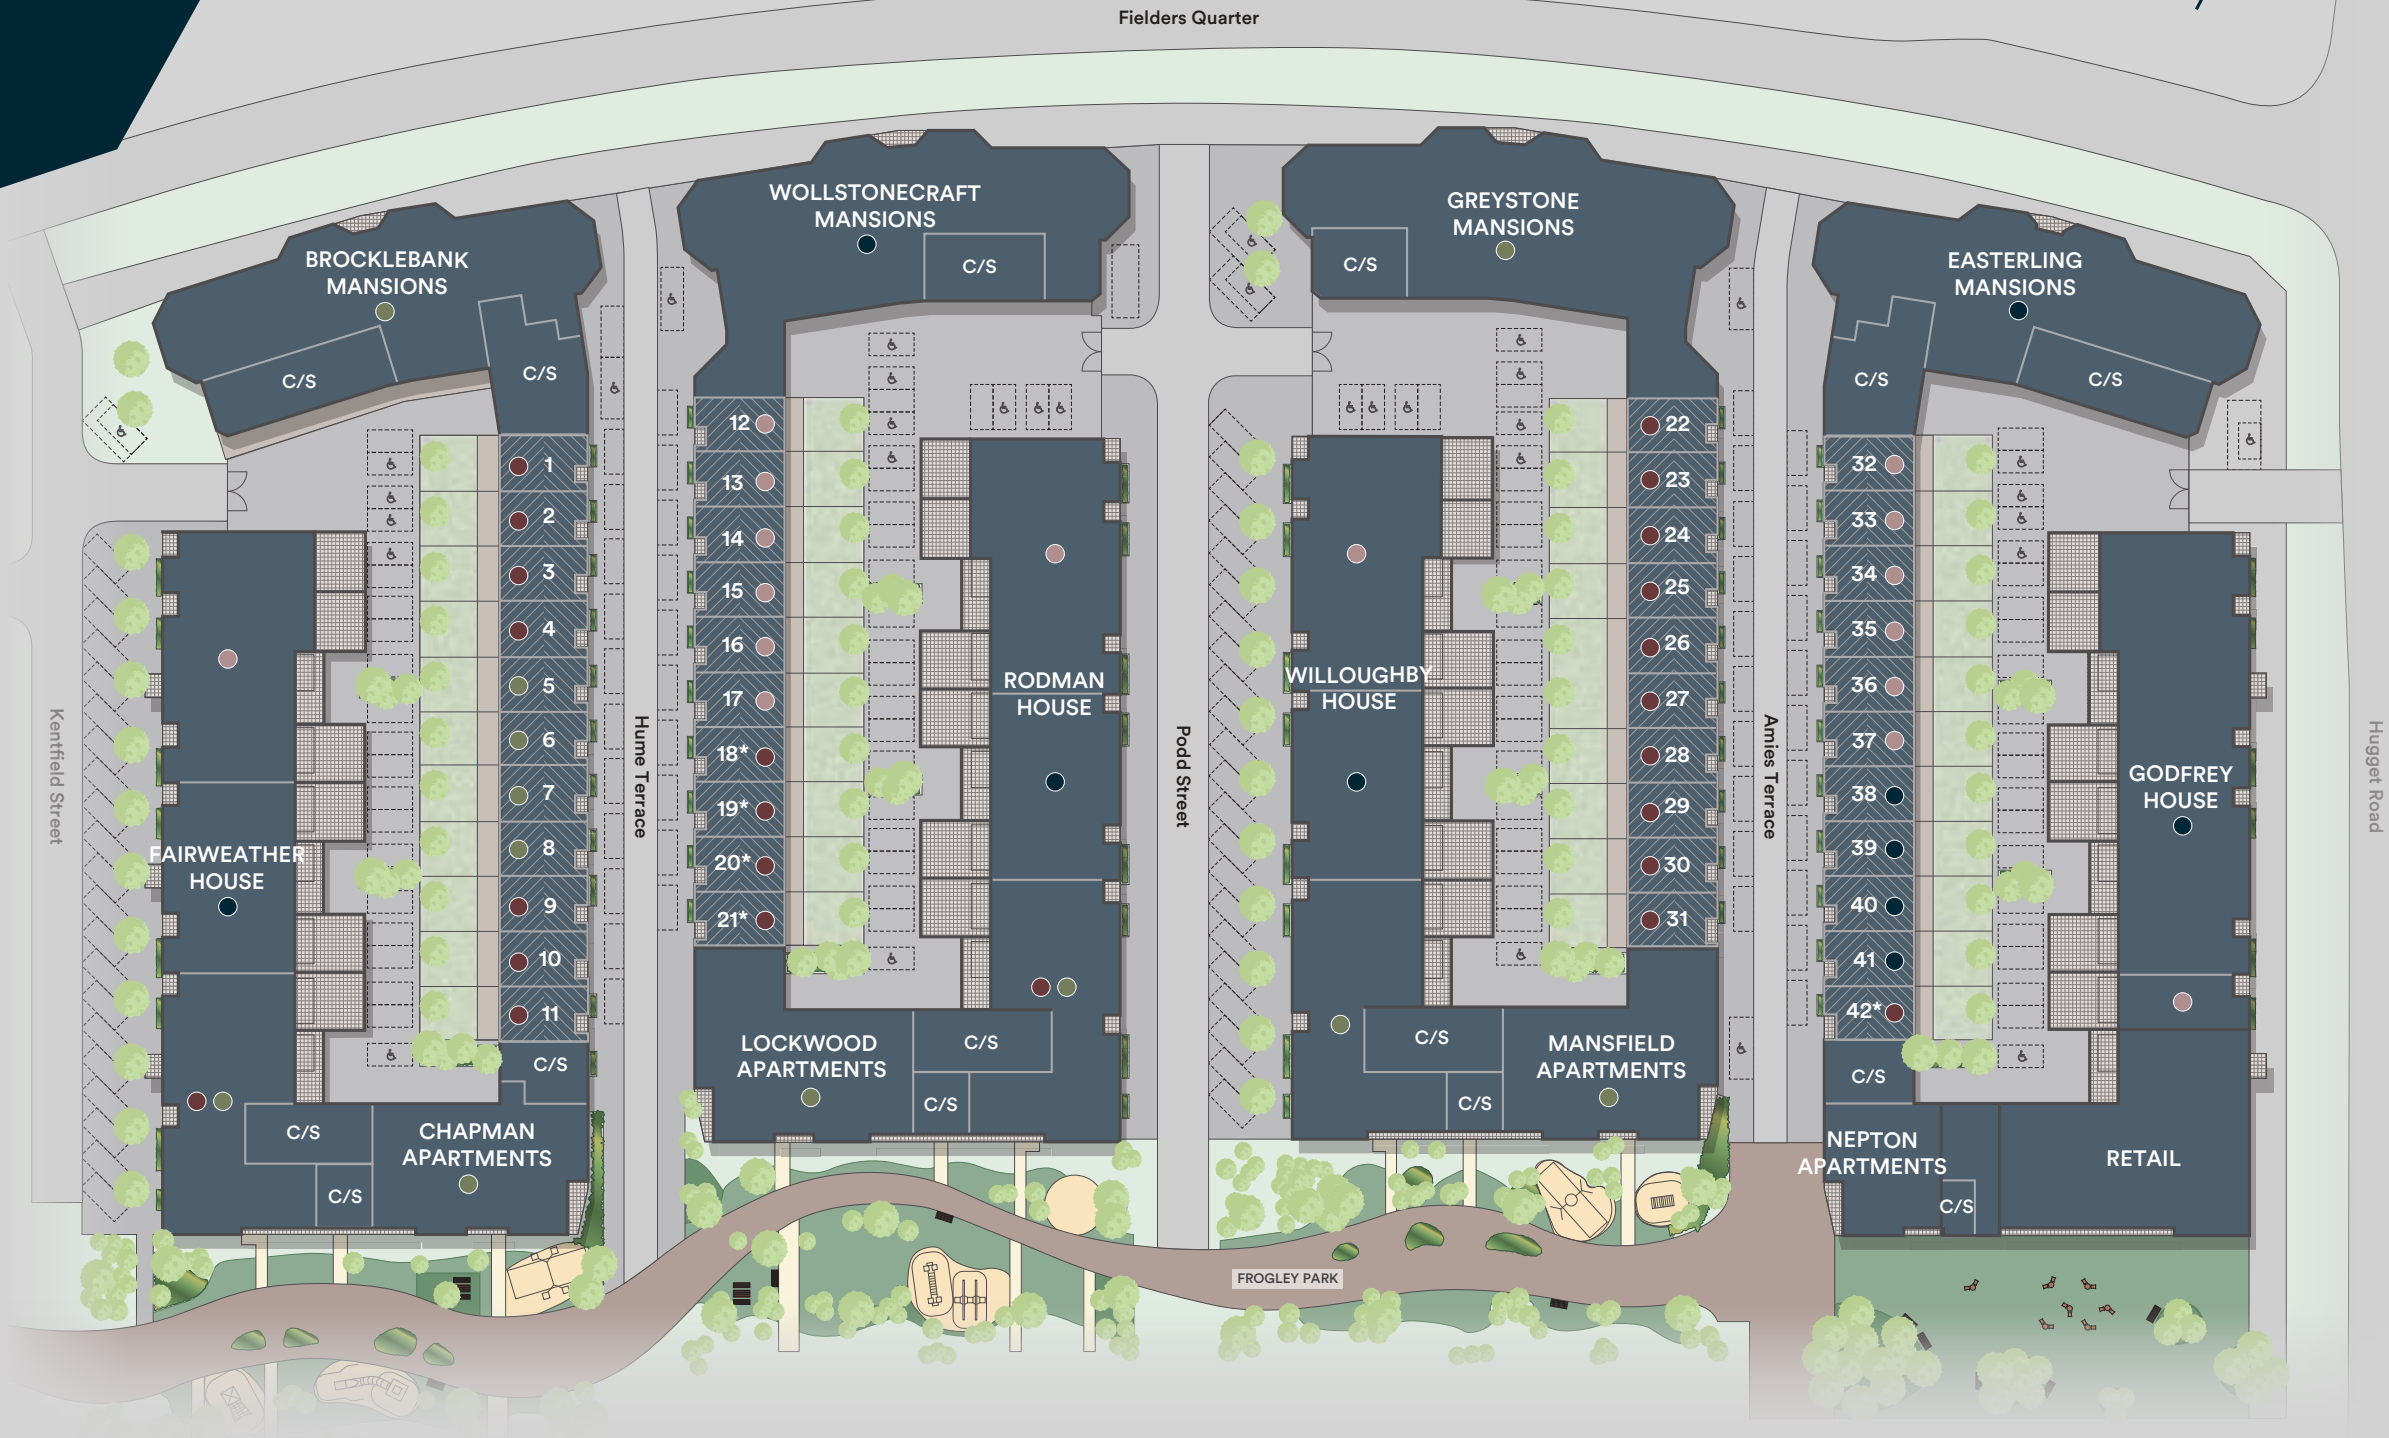 Fielders Quarter
BROCKLEBANK
MANSIONS
C/S
C/S
WOLLSTONECRAFT
MANSIONS
C/S
GREYSTONE
MANSIONS
C/S
EASTERLING
MANSIONS
C/S
C/S
1
2
3
4
5
6
7
8
9
10
11
C/S
12
13
14
15
16
17
18*
19*
20*
21*
22
23
24
25
26
27
28
29
30
31
32
33
34
35
36
37
38
39
40
41
42*
C/S
Kentfield Street
FAIRWEATHER
HOUSE
Hume Terrace
RODMAN
HOUSE
Podd Street
WILLOUGHBY
HOUSE
Amies Terrace
GODFREY
HOUSE
Hugget Road
C/S
C/S
CHAPMAN
APARTMENTS
LOCKWOOD
APARTMENTS
C/S
C/S
C/S
C/S
MANSFIELD
APARTMENTS
NEPTON
APARTMENTS
C/S
RETAIL
FROGLEY PARK